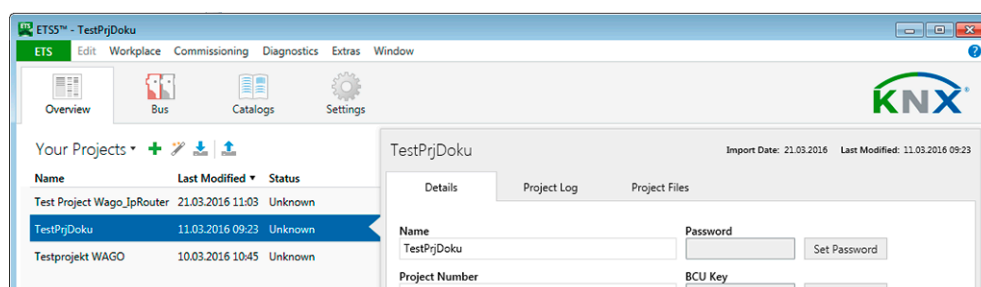 ETS5™ - TestPrjDoku
ETS Edit Workplace Commissioning Diagnostics Extras Window
Overview Bus Catalogs Settings
KNX
Your Projects
Name Last Modified Status
Test Project Wago_IpRouter 21.03.2016 11:03 Unknown
TestPrjDoku 11.03.2016 09:23 Unknown
Testprojekt WAGO 10.03.2016 10:45 Unknown
TestPrjDoku Import Date: 21.03.2016 Last Modified: 11.03.2016 09:23
Details Project Log Project Files
Name Password
TestPrjDoku Set Password
Project Number BCU Key